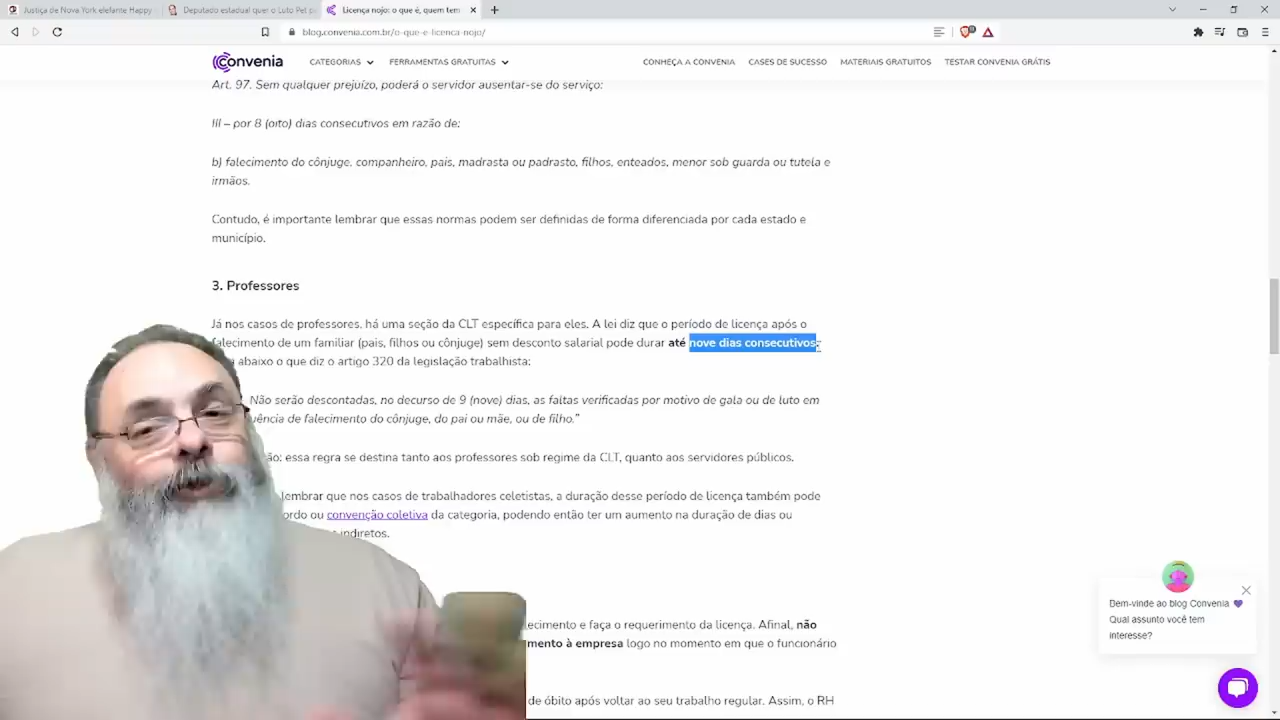 Justiça de Nova York elefante Happy
Deputado estadual quer o Luto Pet p
Licença nojo: o que é, quem tem
blog.convenia.com.br/o-que-e-licenca-nojo/
Convenia
CATEGORIAS
FERRAMENTAS GRATUITAS
CONHEÇA A CONVENIA
CASES DE SUCESSO
MATERIAIS GRATUITOS
TESTAR CONVENIA GRÁTIS
Art. 97. Sem qualquer prejuízo, poderá o servidor ausentar-se do serviço:
III – por 8 (oito) dias consecutivos em razão de:
b) falecimento do cônjuge, companheiro, pais, madrasta ou padrasto, filhos, enteados, menor sob guarda ou tutela e
irmãos.
Contudo, é importante lembrar que essas normas podem ser definidas de forma diferenciada por cada estado e
município.
3. Professores
Já nos casos de professores, há uma seção da CLT específica para eles. A lei diz que o período de licença após o
falecimento de um familiar (pais, filhos ou cônjuge) sem desconto salarial pode durar até nove dias consecutivos.
abaixo o que diz o artigo 320 da legislação trabalhista:
Não serão descontadas, no decurso de 9 (nove) dias, as faltas verificadas por motivo de gala ou de luto em
uência de falecimento do cônjuge, do pai ou mãe, ou de filho.”
ão: essa regra se destina tanto aos professores sob regime da CLT, quanto aos servidores públicos.
lembrar que nos casos de trabalhadores celetistas, a duração desse período de licença também pode
ordo ou convenção coletiva da categoria, podendo então ter um aumento na duração de dias ou
indiretos.
lecimento e faça o requerimento da licença. Afinal, não
mento à empresa logo no momento em que o funcionário
de óbito após voltar ao seu trabalho regular. Assim, o RH
Bem-vinde ao blog Convenia 💜
Qual assunto você tem
interesse?